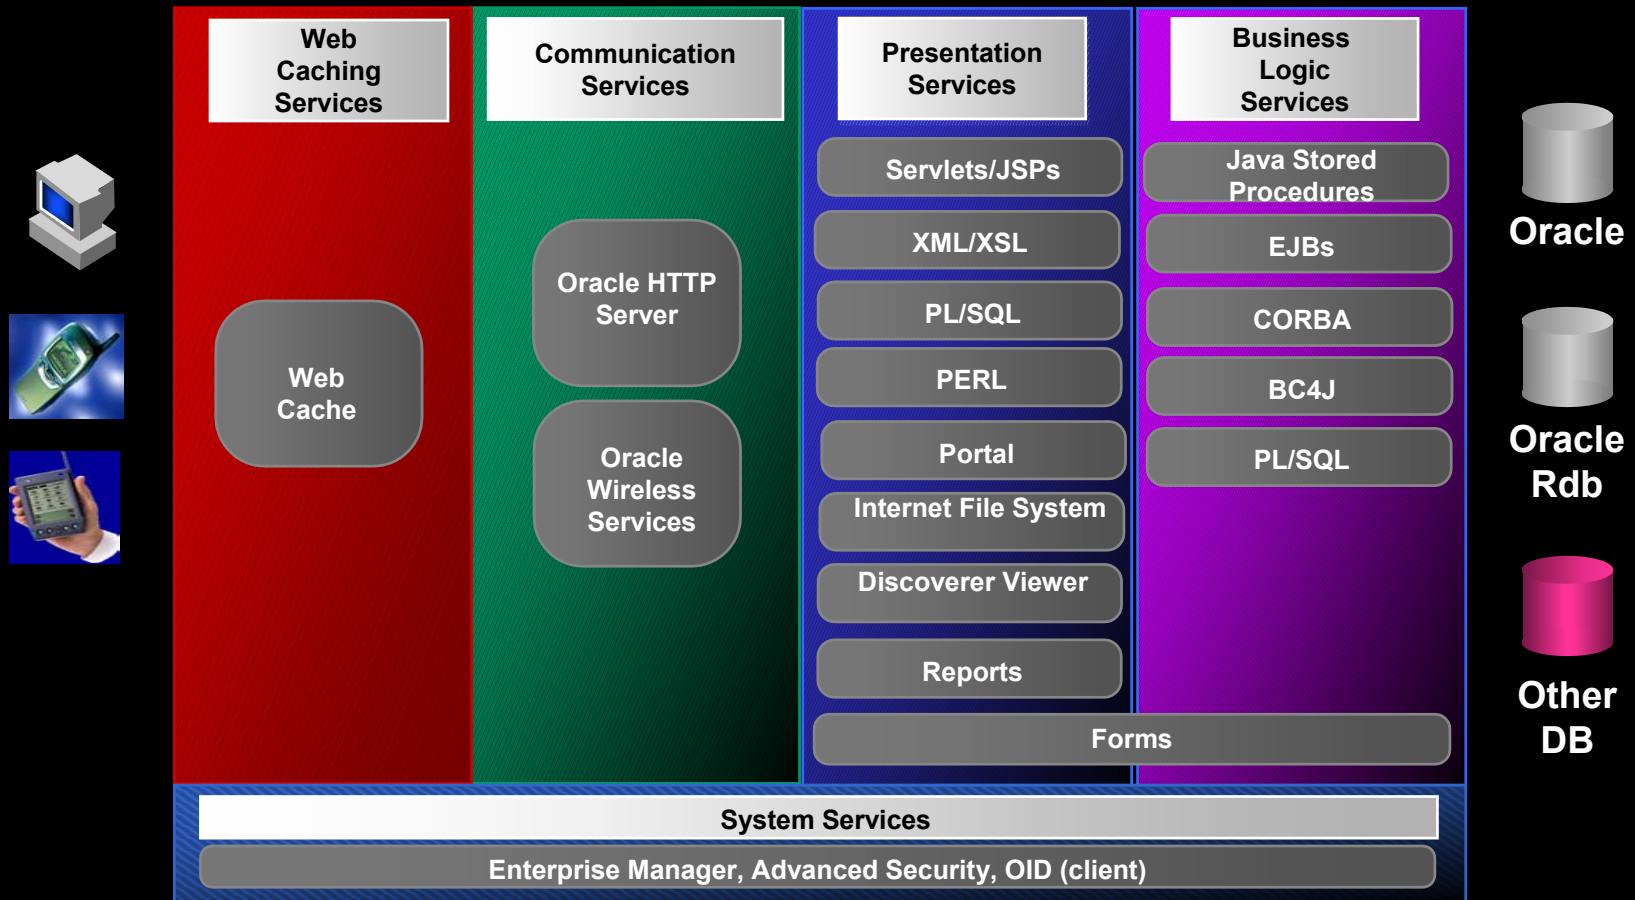 Web
Caching
Services
Communication
Services
Presentation
Services
Business
Logic
Services
Web
Cache
Oracle HTTP
Server
Oracle
Wireless
Services
Servlets/JSPs
XML/XSL
PL/SQL
PERL
Portal
Internet File System
Discoverer Viewer
Reports
Java Stored
Procedures
EJBs
CORBA
BC4J
PL/SQL
Forms
System Services
Enterprise Manager, Advanced Security, OID (client)
Oracle
Oracle
Rdb
Other
DB